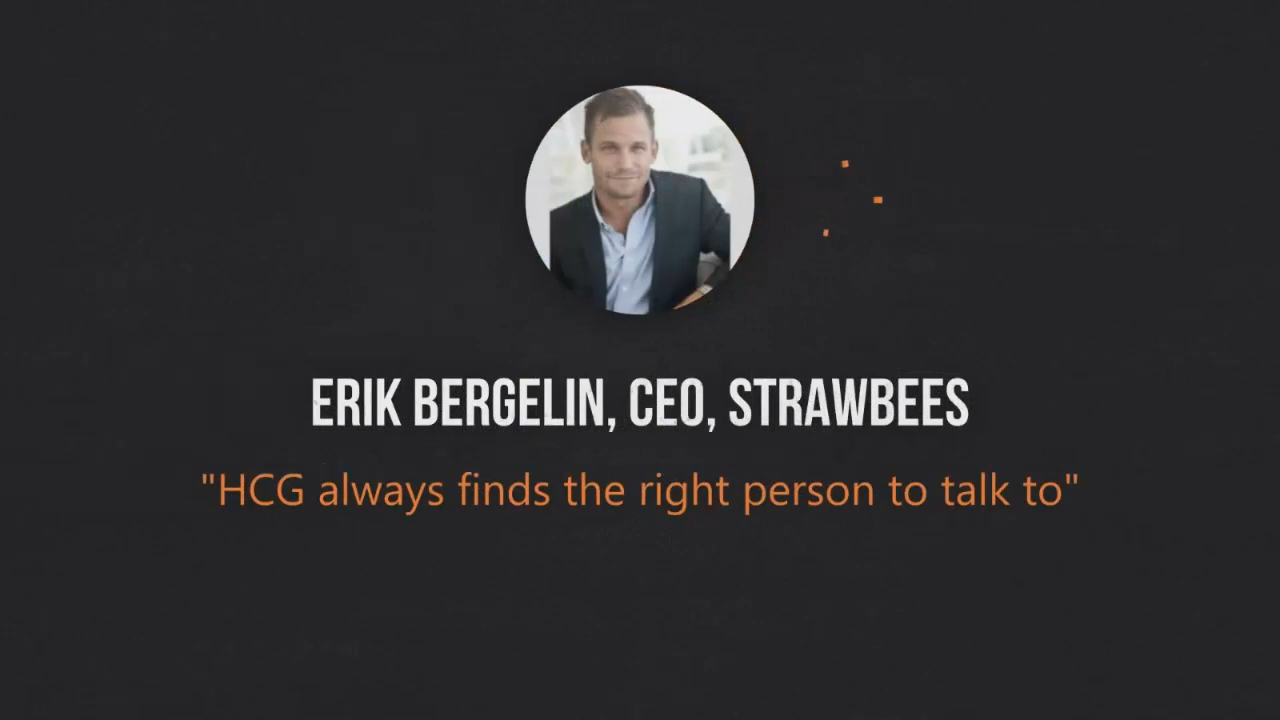 ERIK BERGELIN, CEO, STRAWBEES
"HCG always finds the right person to talk to"